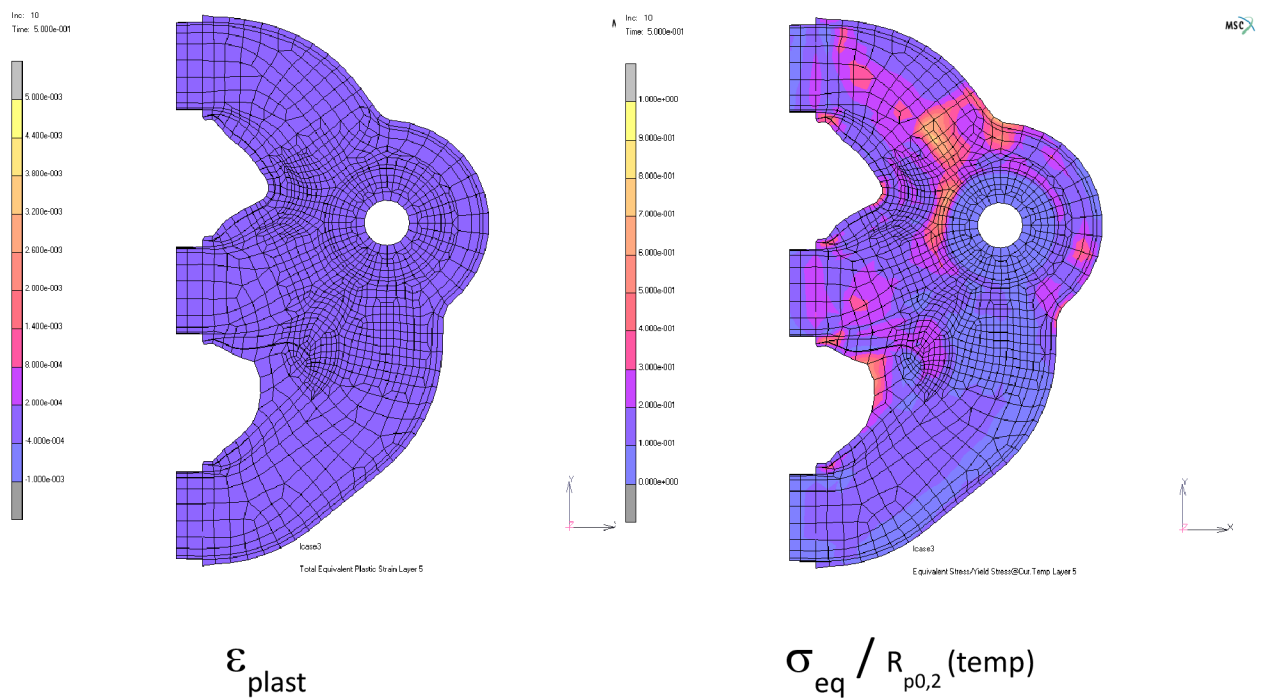 Inc: 10
Time: 5.000e-001
5.000e-003
4.400e-003
3.800e-003
3.200e-003
2.600e-003
2.000e-003
1.400e-003
8.000e-004
2.000e-004
-4.000e-004
-1.000e-003
Y
Z
lcase3
Total Equivalent Plastic Strain Layer 5
ε plast
Inc: 10
Time: 5.000e-001
MSC
1.000e+000
9.000e-001
8.000e-001
7.000e-001
6.000e-001
5.000e-001
4.000e-001
3.000e-001
2.000e-001
1.000e-001
0.000e+000
Y
Z
X
lcase3
Equivalent Stress/Yield Stress@Cur.Temp Layer 5
σ eq / R p0,2 (temp)